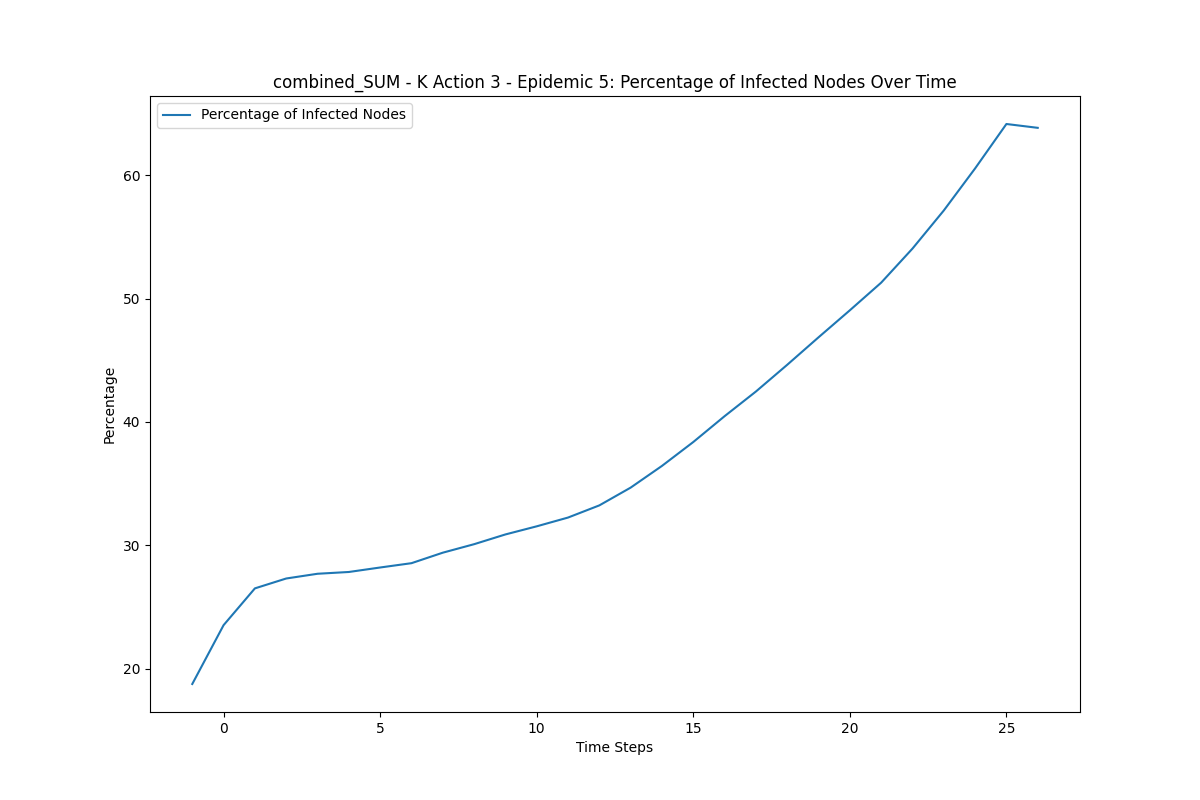 combined_SUM - K Action 3 - Epidemic 5: Percentage of Infected Nodes Over Time
Percentage of Infected Nodes
60
50
40
30
20
Percentage
0 5 10 15 20 25
Time Steps